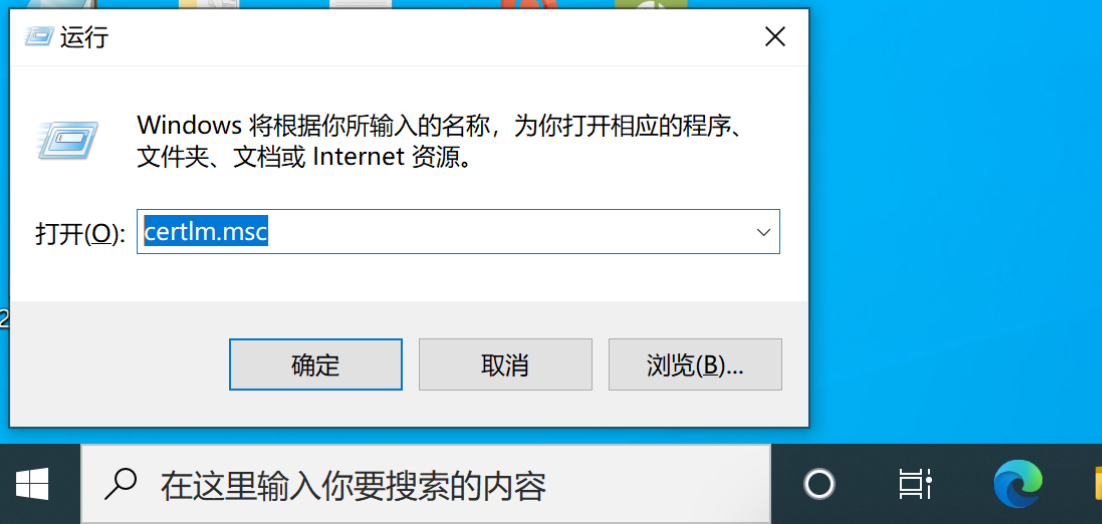 运行
Windows 将根据你所输入的名称，为你打开相应的程序、
文件夹、文档或 Internet 资源。
打开(O):
certlm.msc
确定
取消
浏览(B)...
2
在这里输入你要搜索的内容